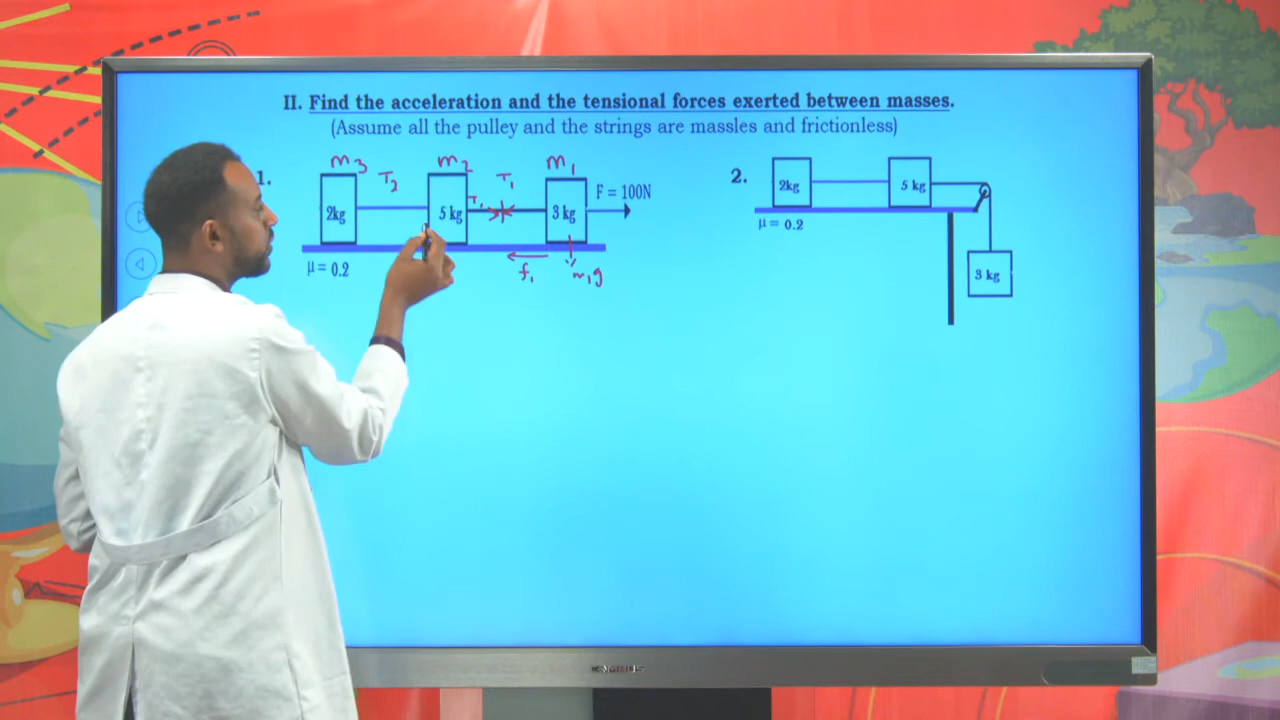 II. Find the acceleration and the tensional forces exerted between masses.
(Assume all the pulley and the strings are massles and frictionless)
1.
m3
T2
m2
T1
m1
F = 100N
2kg
T1
5 kg
3 kg
f1
m1g
μ = 0.2
2.
2kg
5 kg
μ = 0.2
3 kg